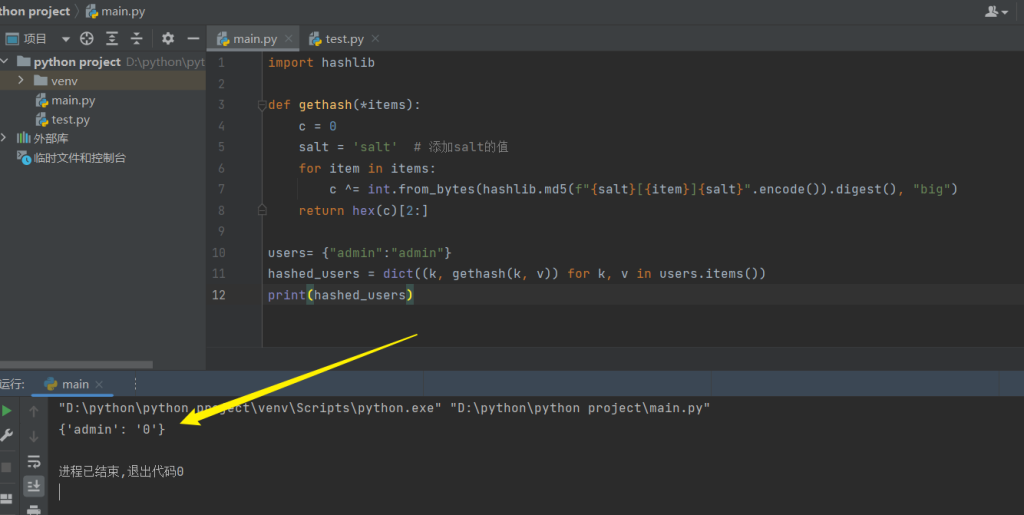 thon project main.py
项目
main.py test.py
python project D:\python\pyt
venv
main.py
test.py
外部库
临时文件和控制台
1 import hashlib
2
3 def gethash(*items):
4 c = 0
5 salt = 'salt' # 添加salt的值
6 for item in items:
7 c ^= int.from_bytes(hashlib.md5(f"{salt}[{item}]{salt}".encode()).digest(), "big")
8 return hex(c)[2:]
9
10 users= {"admin":"admin"}
11 hashed_users = dict((k, gethash(k, v)) for k, v in users.items())
12 print(hashed_users)
运行: main
"D:\python\python project\venv\Scripts\python.exe" "D:\python\python project\main.py"
{'admin': '0'}
进程已结束,退出代码0